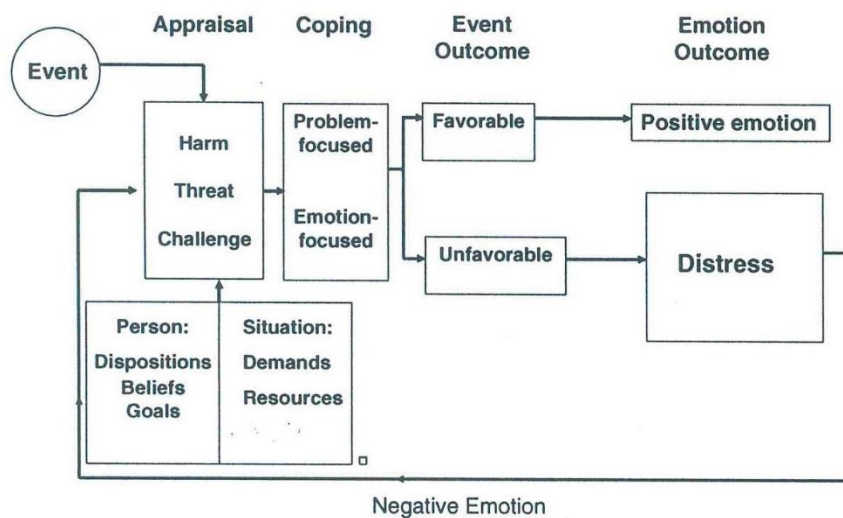 Appraisal
Coping
Event
Outcome
Emotion
Outcome
Event
Harm
Threat
Challenge
Problem-
focused
Emotion-
focused
Favorable
Unfavorable
Positive emotion
Distress
Person:
Dispositions
Beliefs
Goals
Situation:
Demands
Resources
Negative Emotion